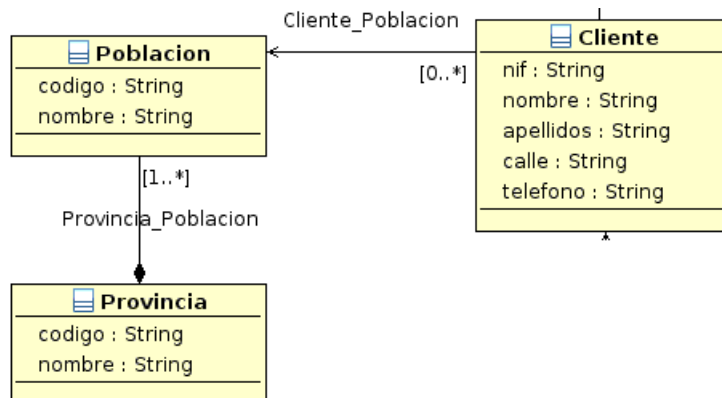 Cliente_Poblacion
Poblacion
codigo : String
nombre : String
[0..*]
Cliente
nif : String
nombre : String
apellidos : String
calle : String
telefono : String
[1..*]
Provincia_Poblacion
Provincia
codigo : String
nombre : String